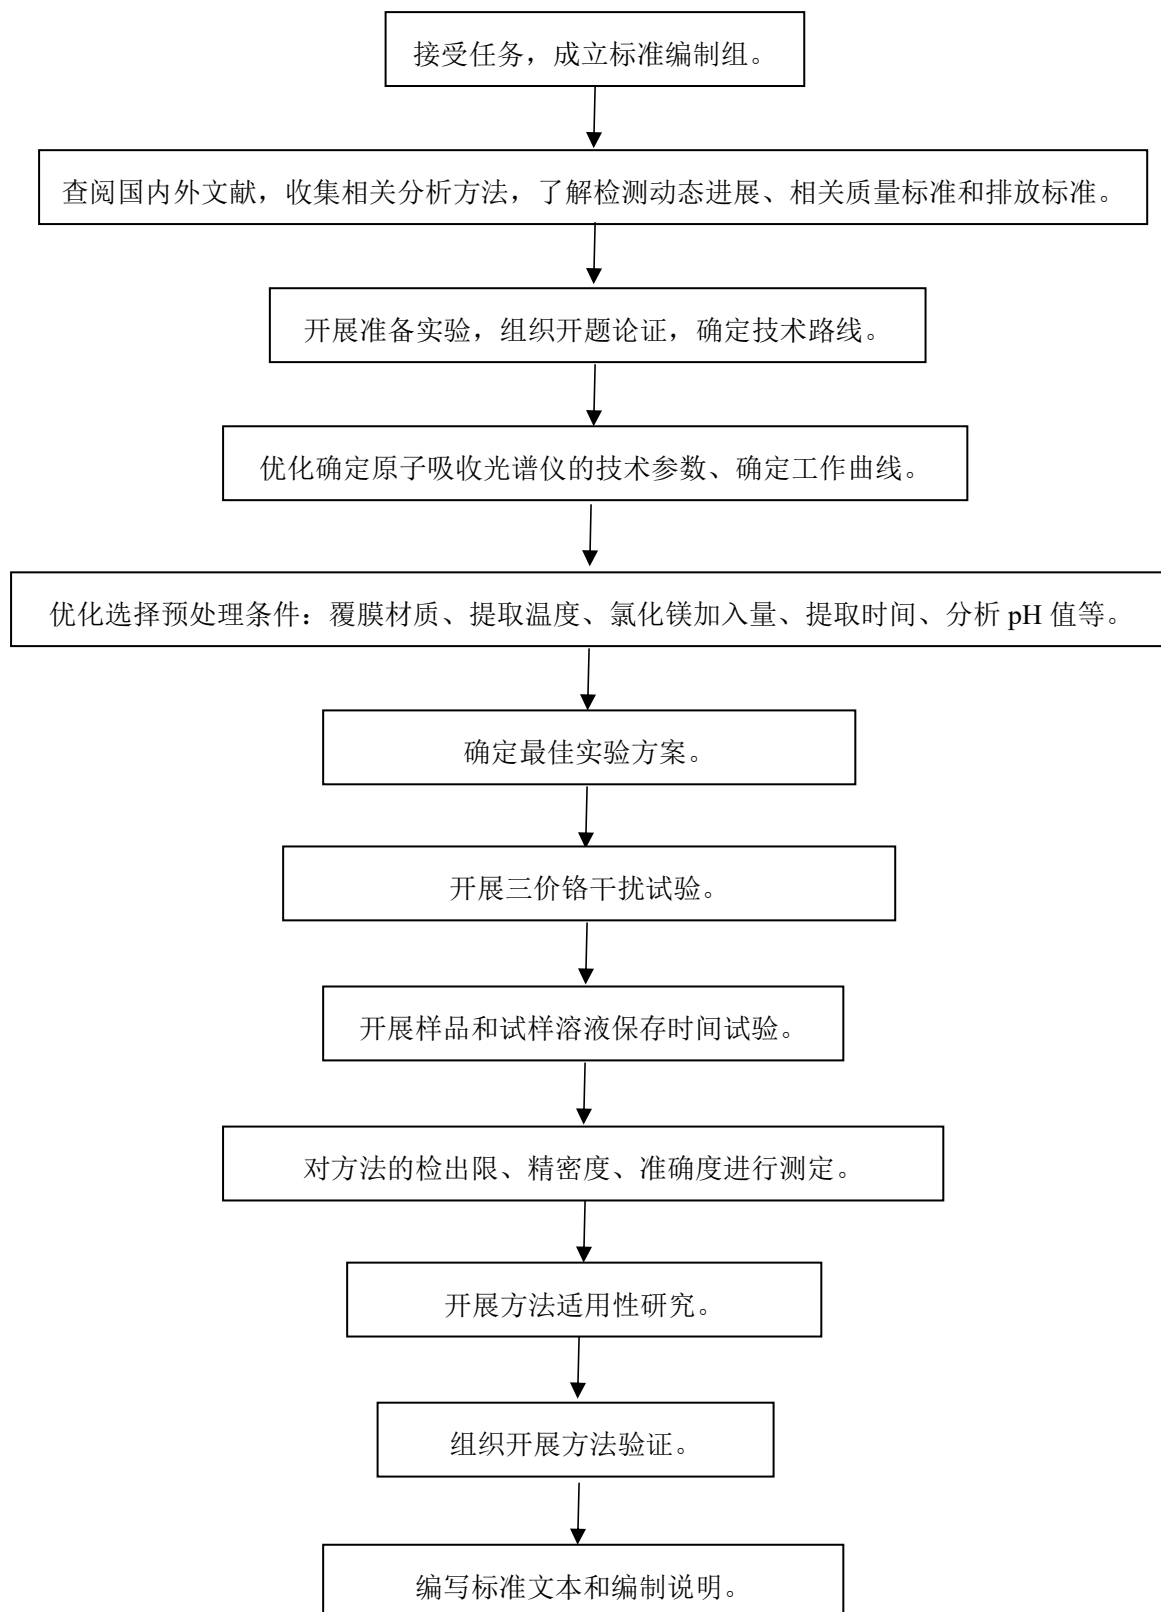 接受任务，成立标准编制组。
查阅国内外文献，收集相关分析方法，了解检测动态进展、相关质量标准和排放标准。
开展准备实验，组织开题论证，确定技术路线。
优化确定原子吸收光谱仪的技术参数、确定工作曲线。
优化选择预处理条件：覆膜材质、提取温度、氯化镁加入量、提取时间、分析 pH 值等。
确定最佳实验方案。
开展三价铬干扰试验。
开展样品和试样溶液保存时间试验。
对方法的检出限、精密度、准确度进行测定。
开展方法适用性研究。
组织开展方法验证。
编写标准文本和编制说明。